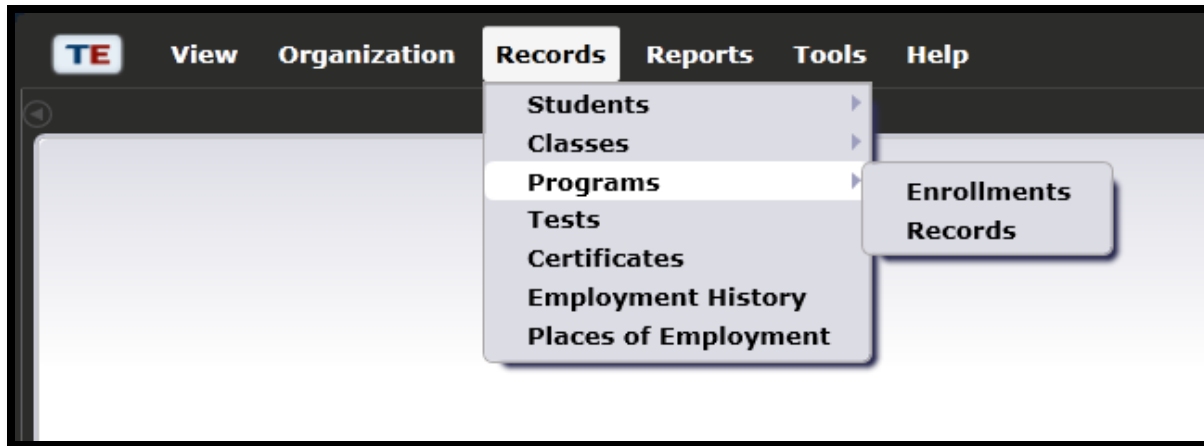 TE View Organization Records Reports Tools Help
Students
Classes
Programs
Tests
Certificates
Employment History
Places of Employment
Enrollments
Records